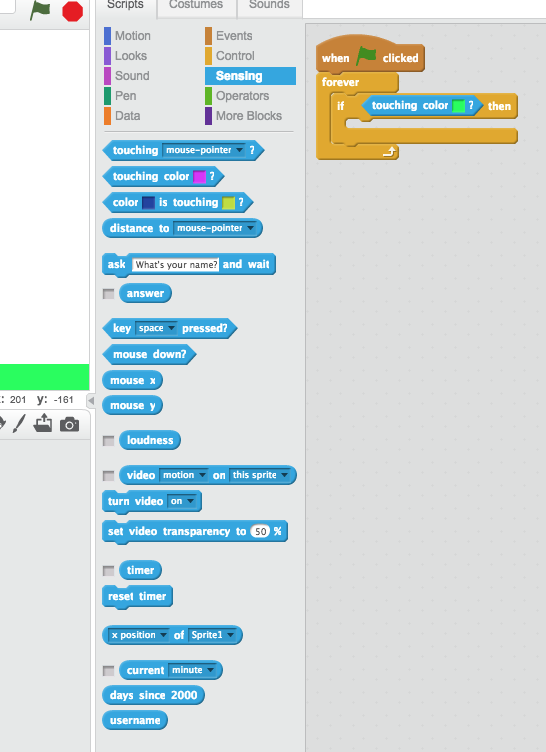 Scripts Costumes Sounds
Motion Events
Looks Control
Sound Sensing
Pen Operators
Data More Blocks
touching mouse-pointer ?
touching color ?
color is touching ?
distance to mouse-pointer
ask What's your name? and wait
answer
key space pressed?
mouse down?
mouse x
mouse y
loudness
video motion on this sprite
turn video on
set video transparency to 50 %
timer
reset timer
x position of Sprite1
current minute
days since 2000
username
: 201 y: -161
when clicked
forever
if touching color ? then